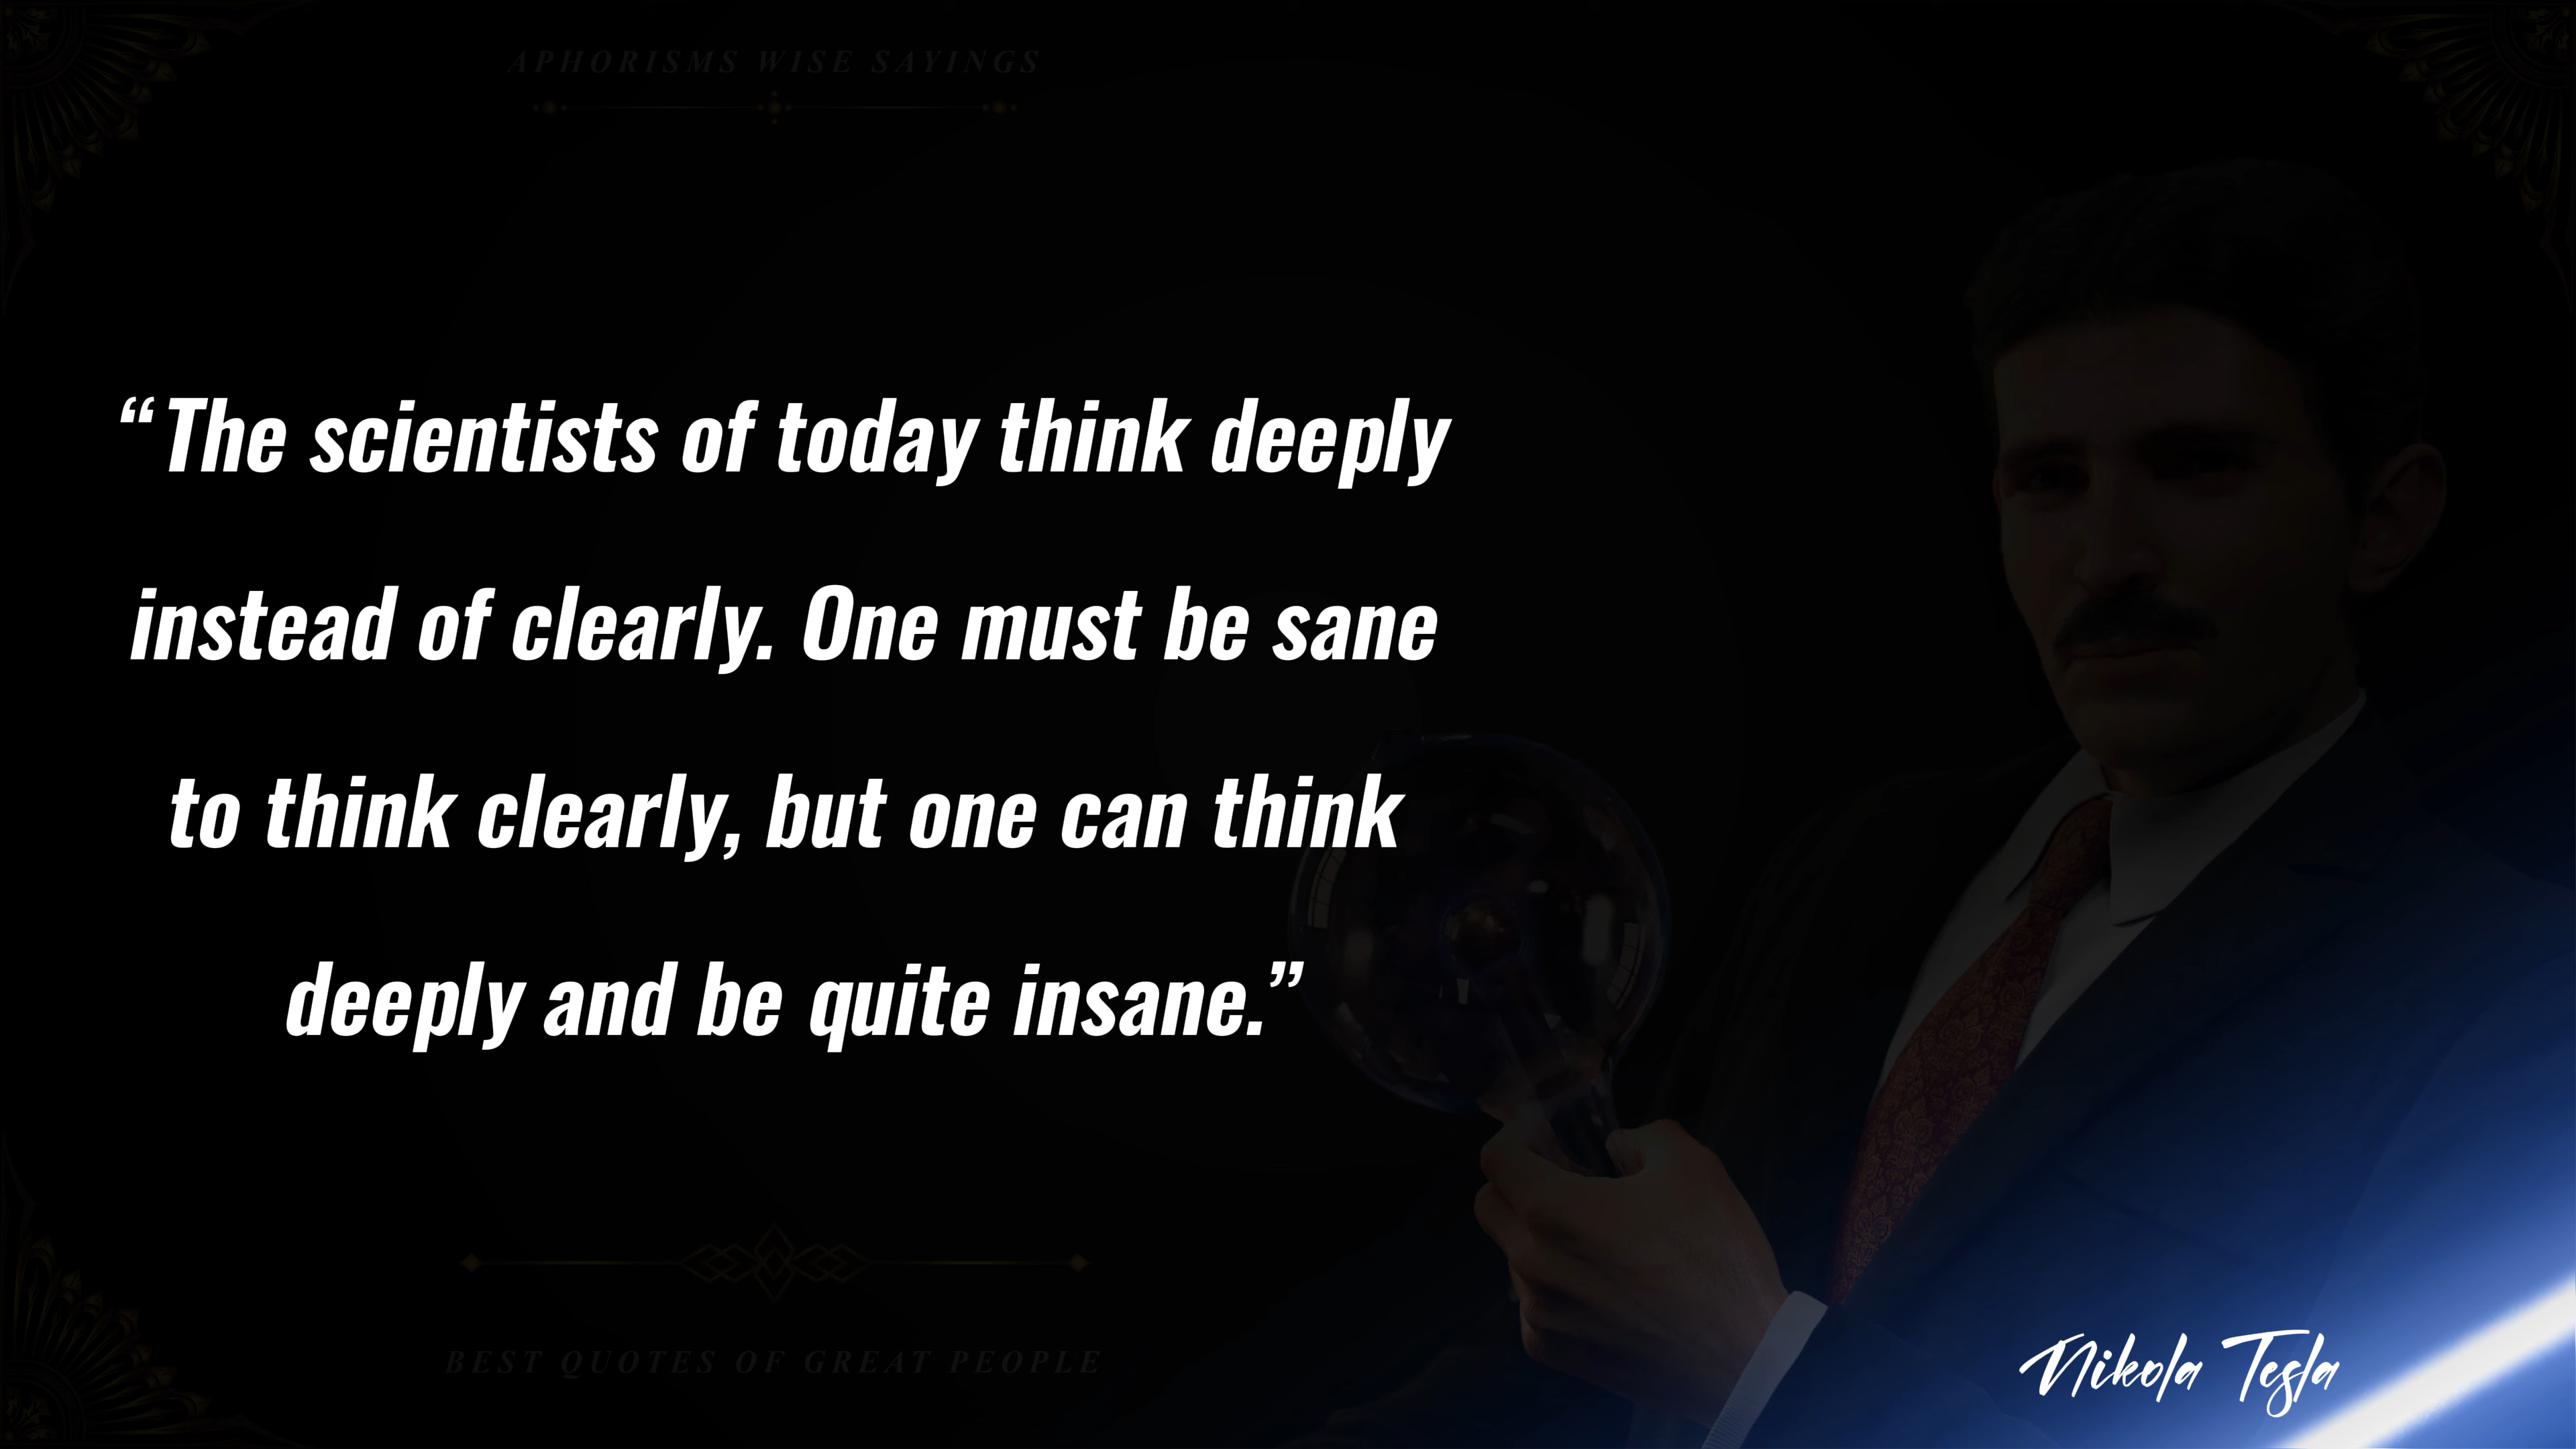 APHORISMS WISE SAYINGS
“The scientists of today think deeply
instead of clearly. One must be sane
to think clearly, but one can think
deeply and be quite insane.”
BEST QUOTES OF GREAT PEOPLE
Nikola Tesla